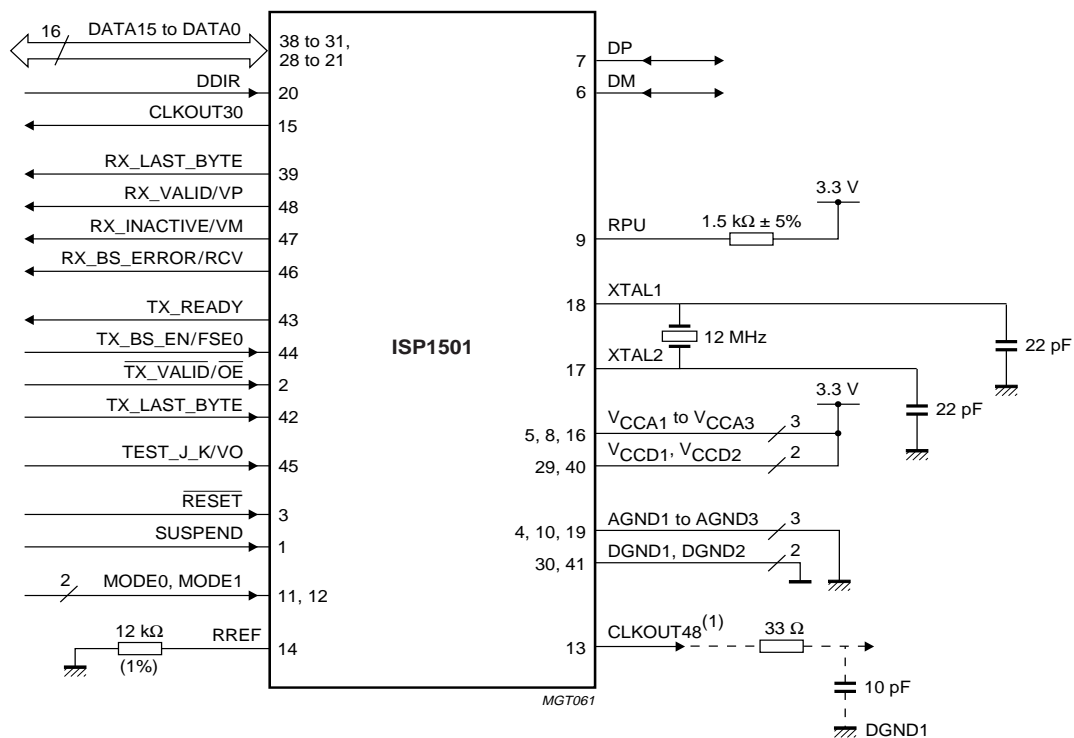 16
DATA15 to DATA0
38 to 31,
28 to 21
DDIR
20
CLKOUT30
15
RX_LAST_BYTE
39
RX_VALID/VP
48
RX_INACTIVE/VM
47
RX_BS_ERROR/RCV
46
TX_READY
43
TX_BS_EN/FSE0
44
TX_VALID/OE
2
TX_LAST_BYTE
42
TEST_J_K/VO
45
RESET
3
SUSPEND
1
2
MODE0, MODE1
11, 12
12 kΩ
(1%)
RREF
14
ISP1501
7
DP
6
DM
9
RPU
1.5 kΩ ± 5%
3.3 V
18
XTAL1
12 MHz
17
XTAL2
22 pF
22 pF
3.3 V
5, 8, 16
VCCA1 to VCCA3
3
29, 40
VCCD1, VCCD2
2
4, 10, 19
AGND1 to AGND3
3
30, 41
DGND1, DGND2
2
13
CLKOUT48(1)
33 Ω
10 pF
DGND1
MGT061